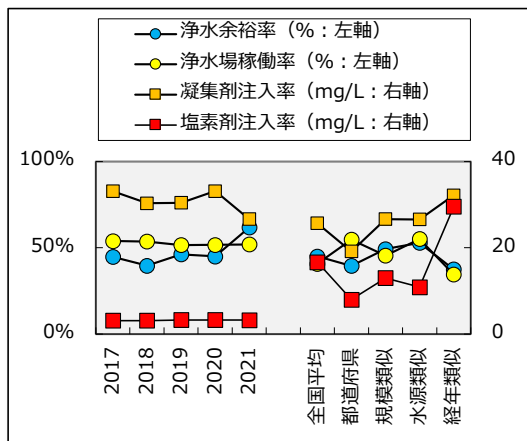 浄水余裕率（%：左軸）
浄水場稼働率（%：左軸）
凝集剤注入率（mg/L：右軸）
塩素剤注入率（mg/L：右軸）
100%
50%
0%
40
20
0
2017
2018
2019
2020
2021
全国平均
都道府県
規模類似
水源類似
経年類似